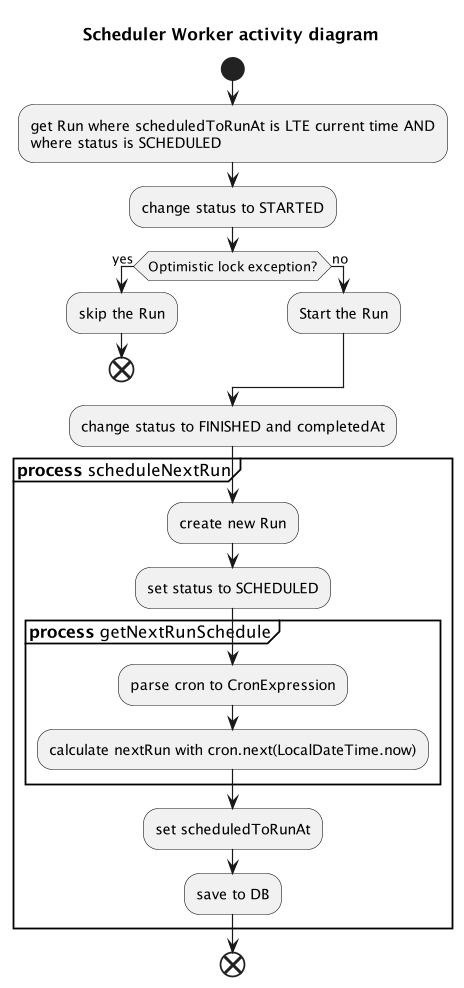 Scheduler Worker activity diagram
get Run where scheduledToRunAt is LTE current time AND
where status is SCHEDULED
change status to STARTED
yes
Optimistic lock exception?
no
skip the Run
Start the Run
change status to FINISHED and completedAt
process scheduleNextRun
create new Run
set status to SCHEDULED
process getNextRunSchedule
parse cron to CronExpression
calculate nextRun with cron.next(LocalDateTime.now)
set scheduledToRunAt
save to DB